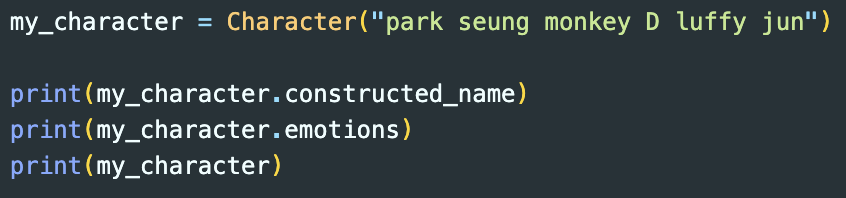 my_character = Character("park seung monkey D luffy jun")
print(my_character.constructed_name)
print(my_character.emotions)
print(my_character)